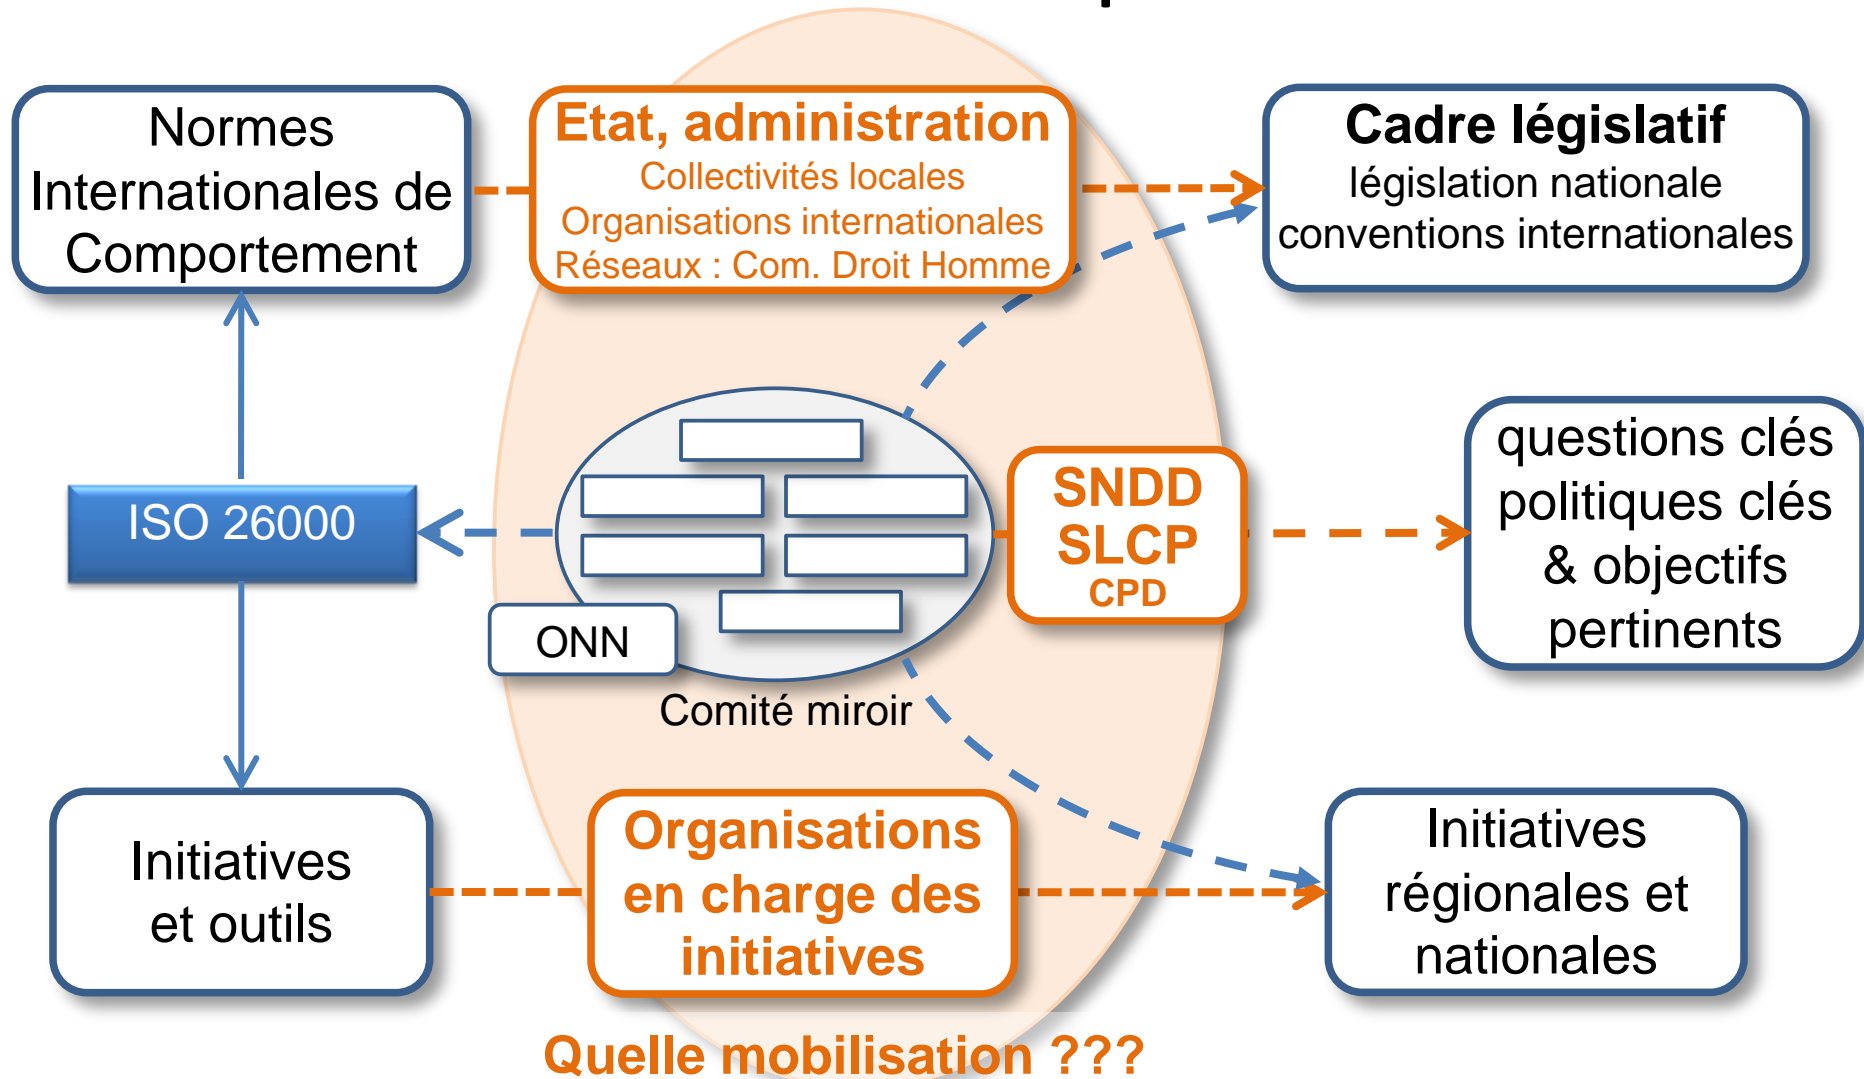 Normes
Internationales de
Comportement
Etat, administration
Collectivités locales
Organisations internationales
Réseaux : Com. Droit Homme
Cadre législatif
législation nationale
conventions internationales
ISO 26000
ONN
Comité miroir
SNDD
SLCP
CPD
questions clés
politiques clés
& objectifs
pertinents
Initiatives
et outils
Organisations
en charge des
initiatives
Initiatives
régionales et
nationales
Quelle mobilisation ???